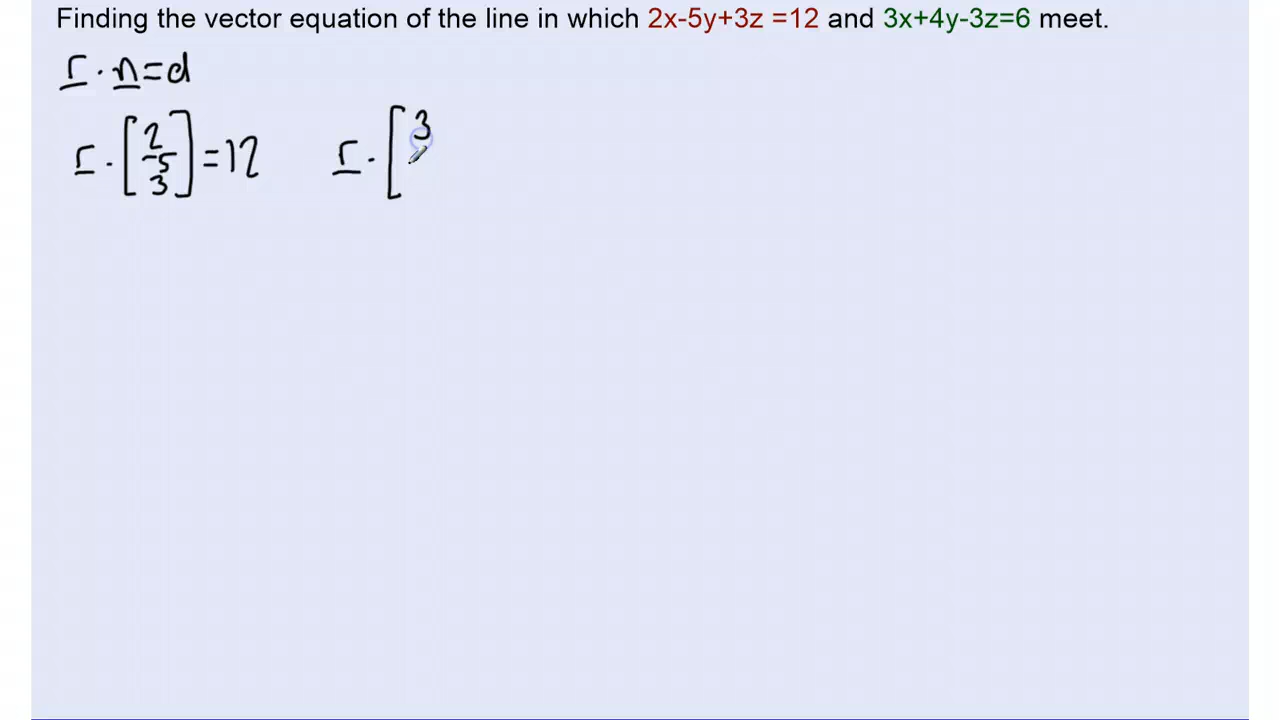 Finding the vector equation of the line in which 2x-5y+3z =12 and 3x+4y-3z=6 meet.
r · n = d
r · [2 -5 3] = 12 r · [3